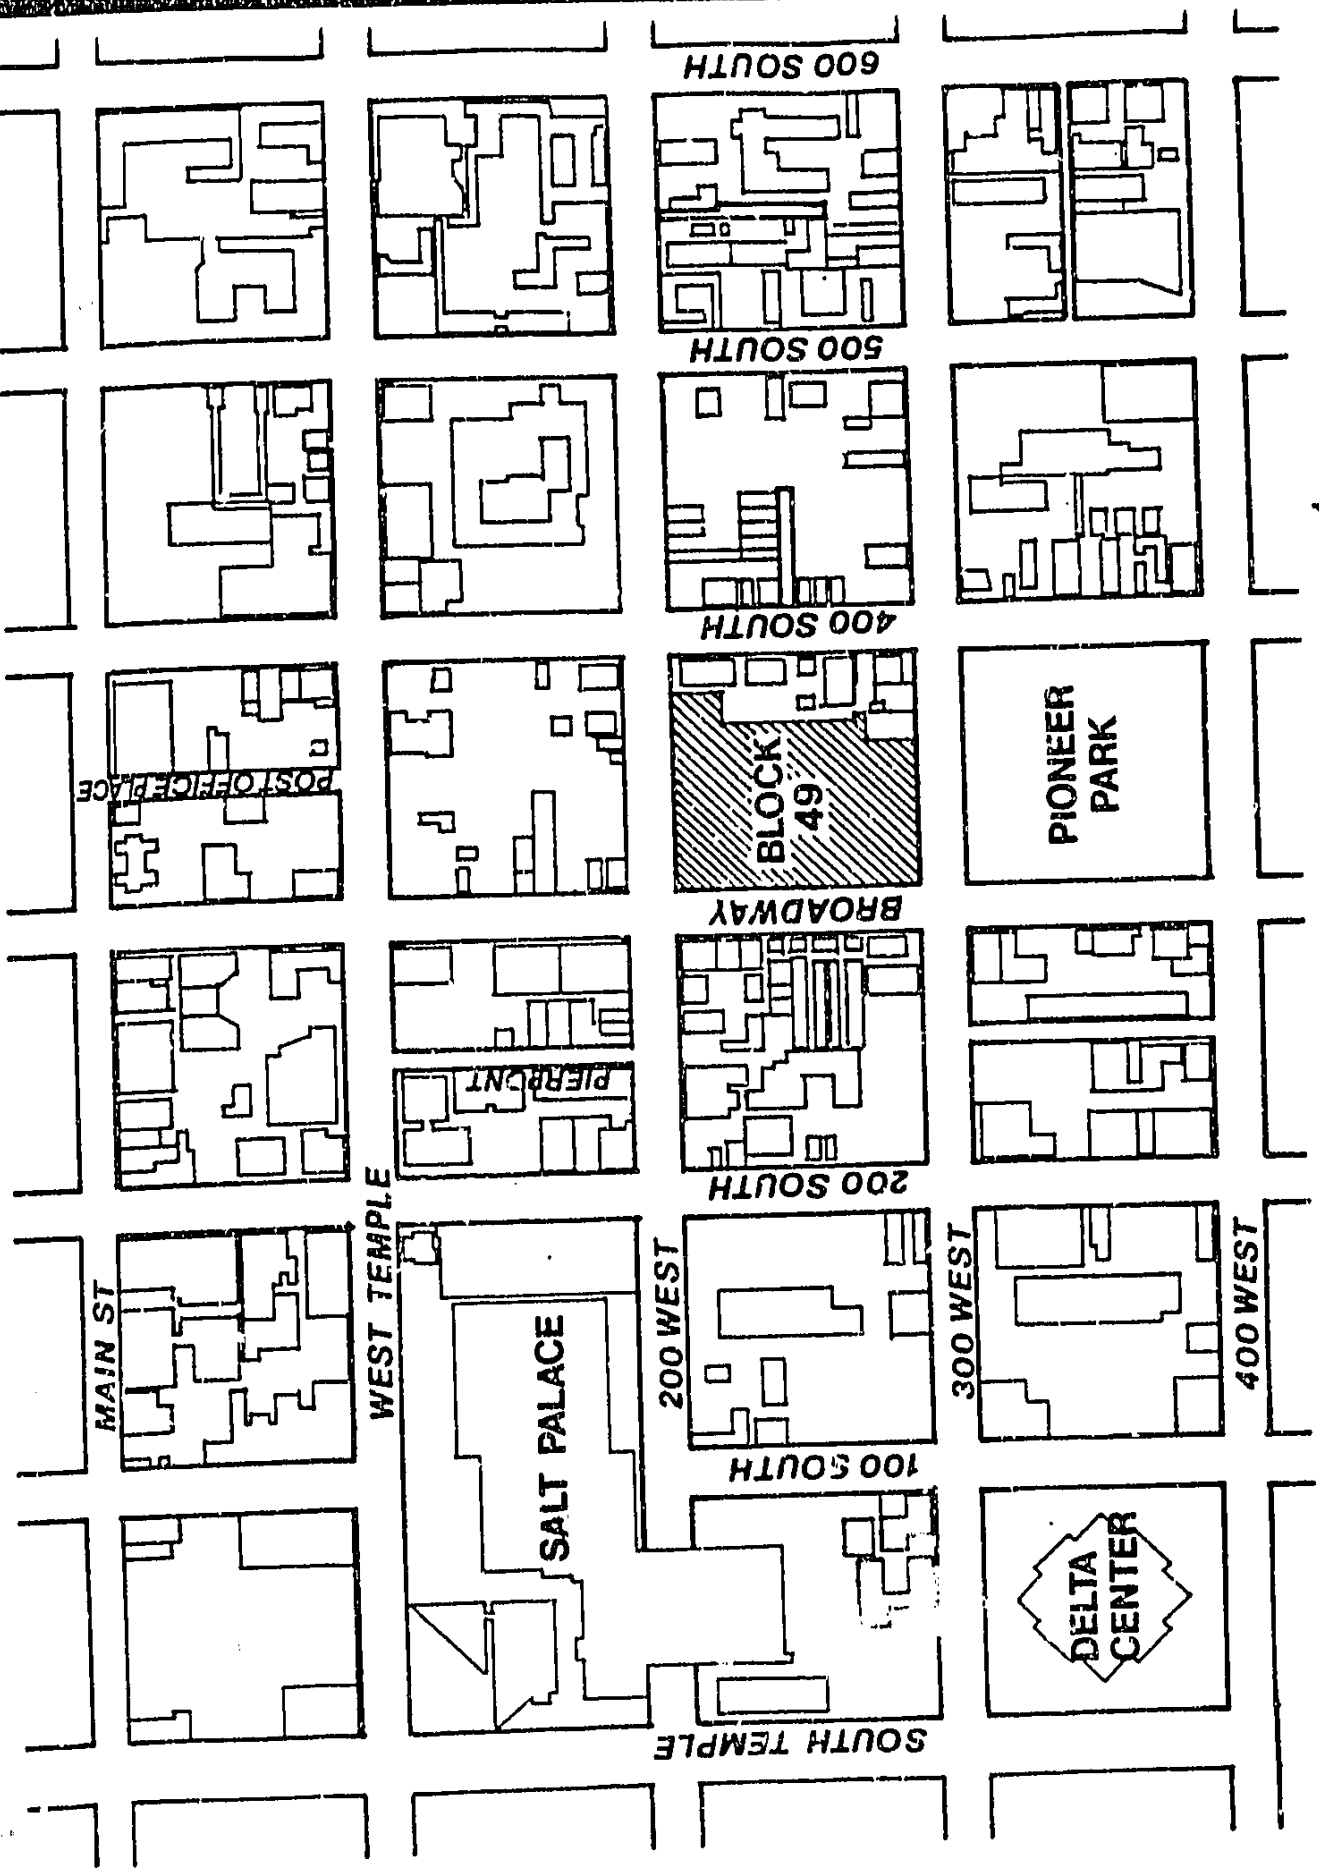 600 SOUTH
500 SOUTH
400 SOUTH
POST OFFICE PLACE
BLOCK
49
PIONEER
PARK
BROADWAY
PIERPONT
200 SOUTH
MAIN ST
WEST TEMPLE
SALT PALACE
200 WEST
300 WEST
400 WEST
100 SOUTH
DELTA
CENTER
SOUTH TEMPLE